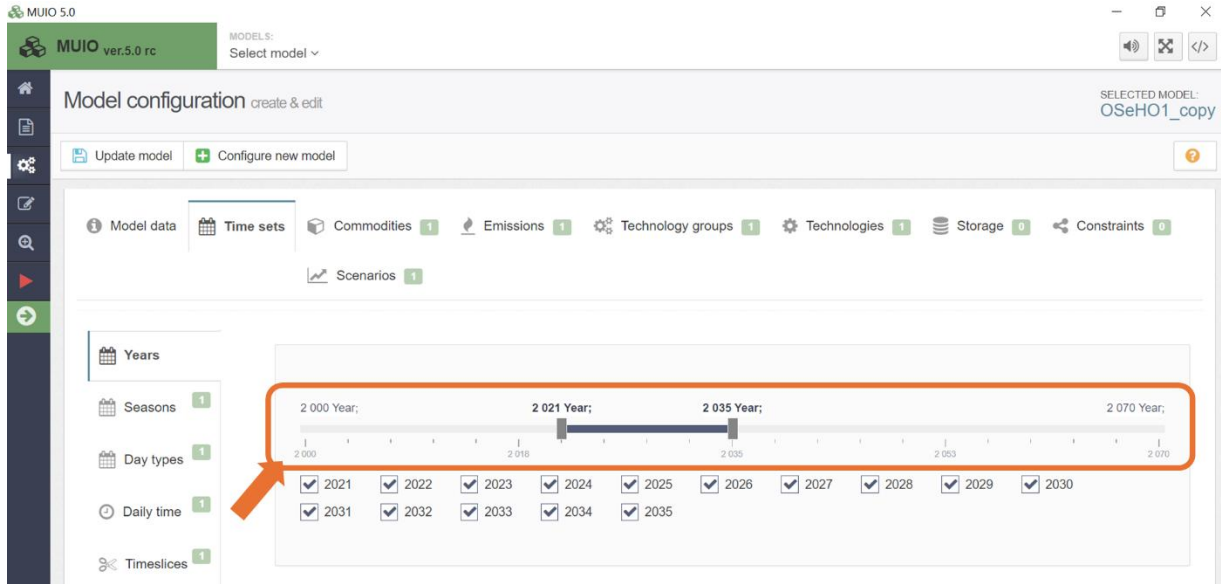 MUIO 5.0
MUIO ver.5.0 rc
MODELS:
Select model
Model configuration create & edit
SELECTED MODEL:
OSeHO1_copy
Update model Configure new model
Model data Time sets Commodities 1 Emissions 1 Technology groups 1 Technologies 1 Storage 0 Constraints 0
Scenarios 1
Years
Seasons 1
Day types 1
Daily time 1
Timeslices 1
2 000 Year; 2 021 Year; 2 035 Year; 2 070 Year;
2 000 2 018 2 035 2 053 2 070
2021 2022 2023 2024 2025 2026 2027 2028 2029 2030
2031 2032 2033 2034 2035